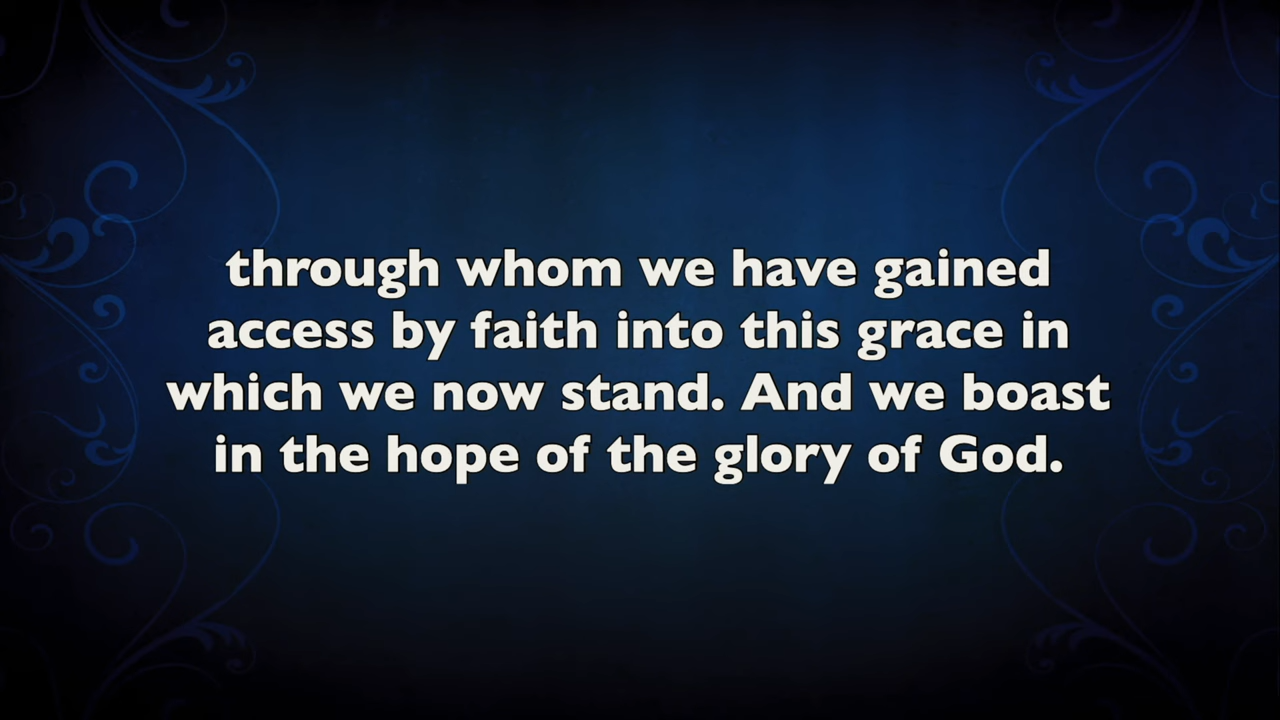 through whom we have gained
access by faith into this grace in
which we now stand. And we boast
in the hope of the glory of God.